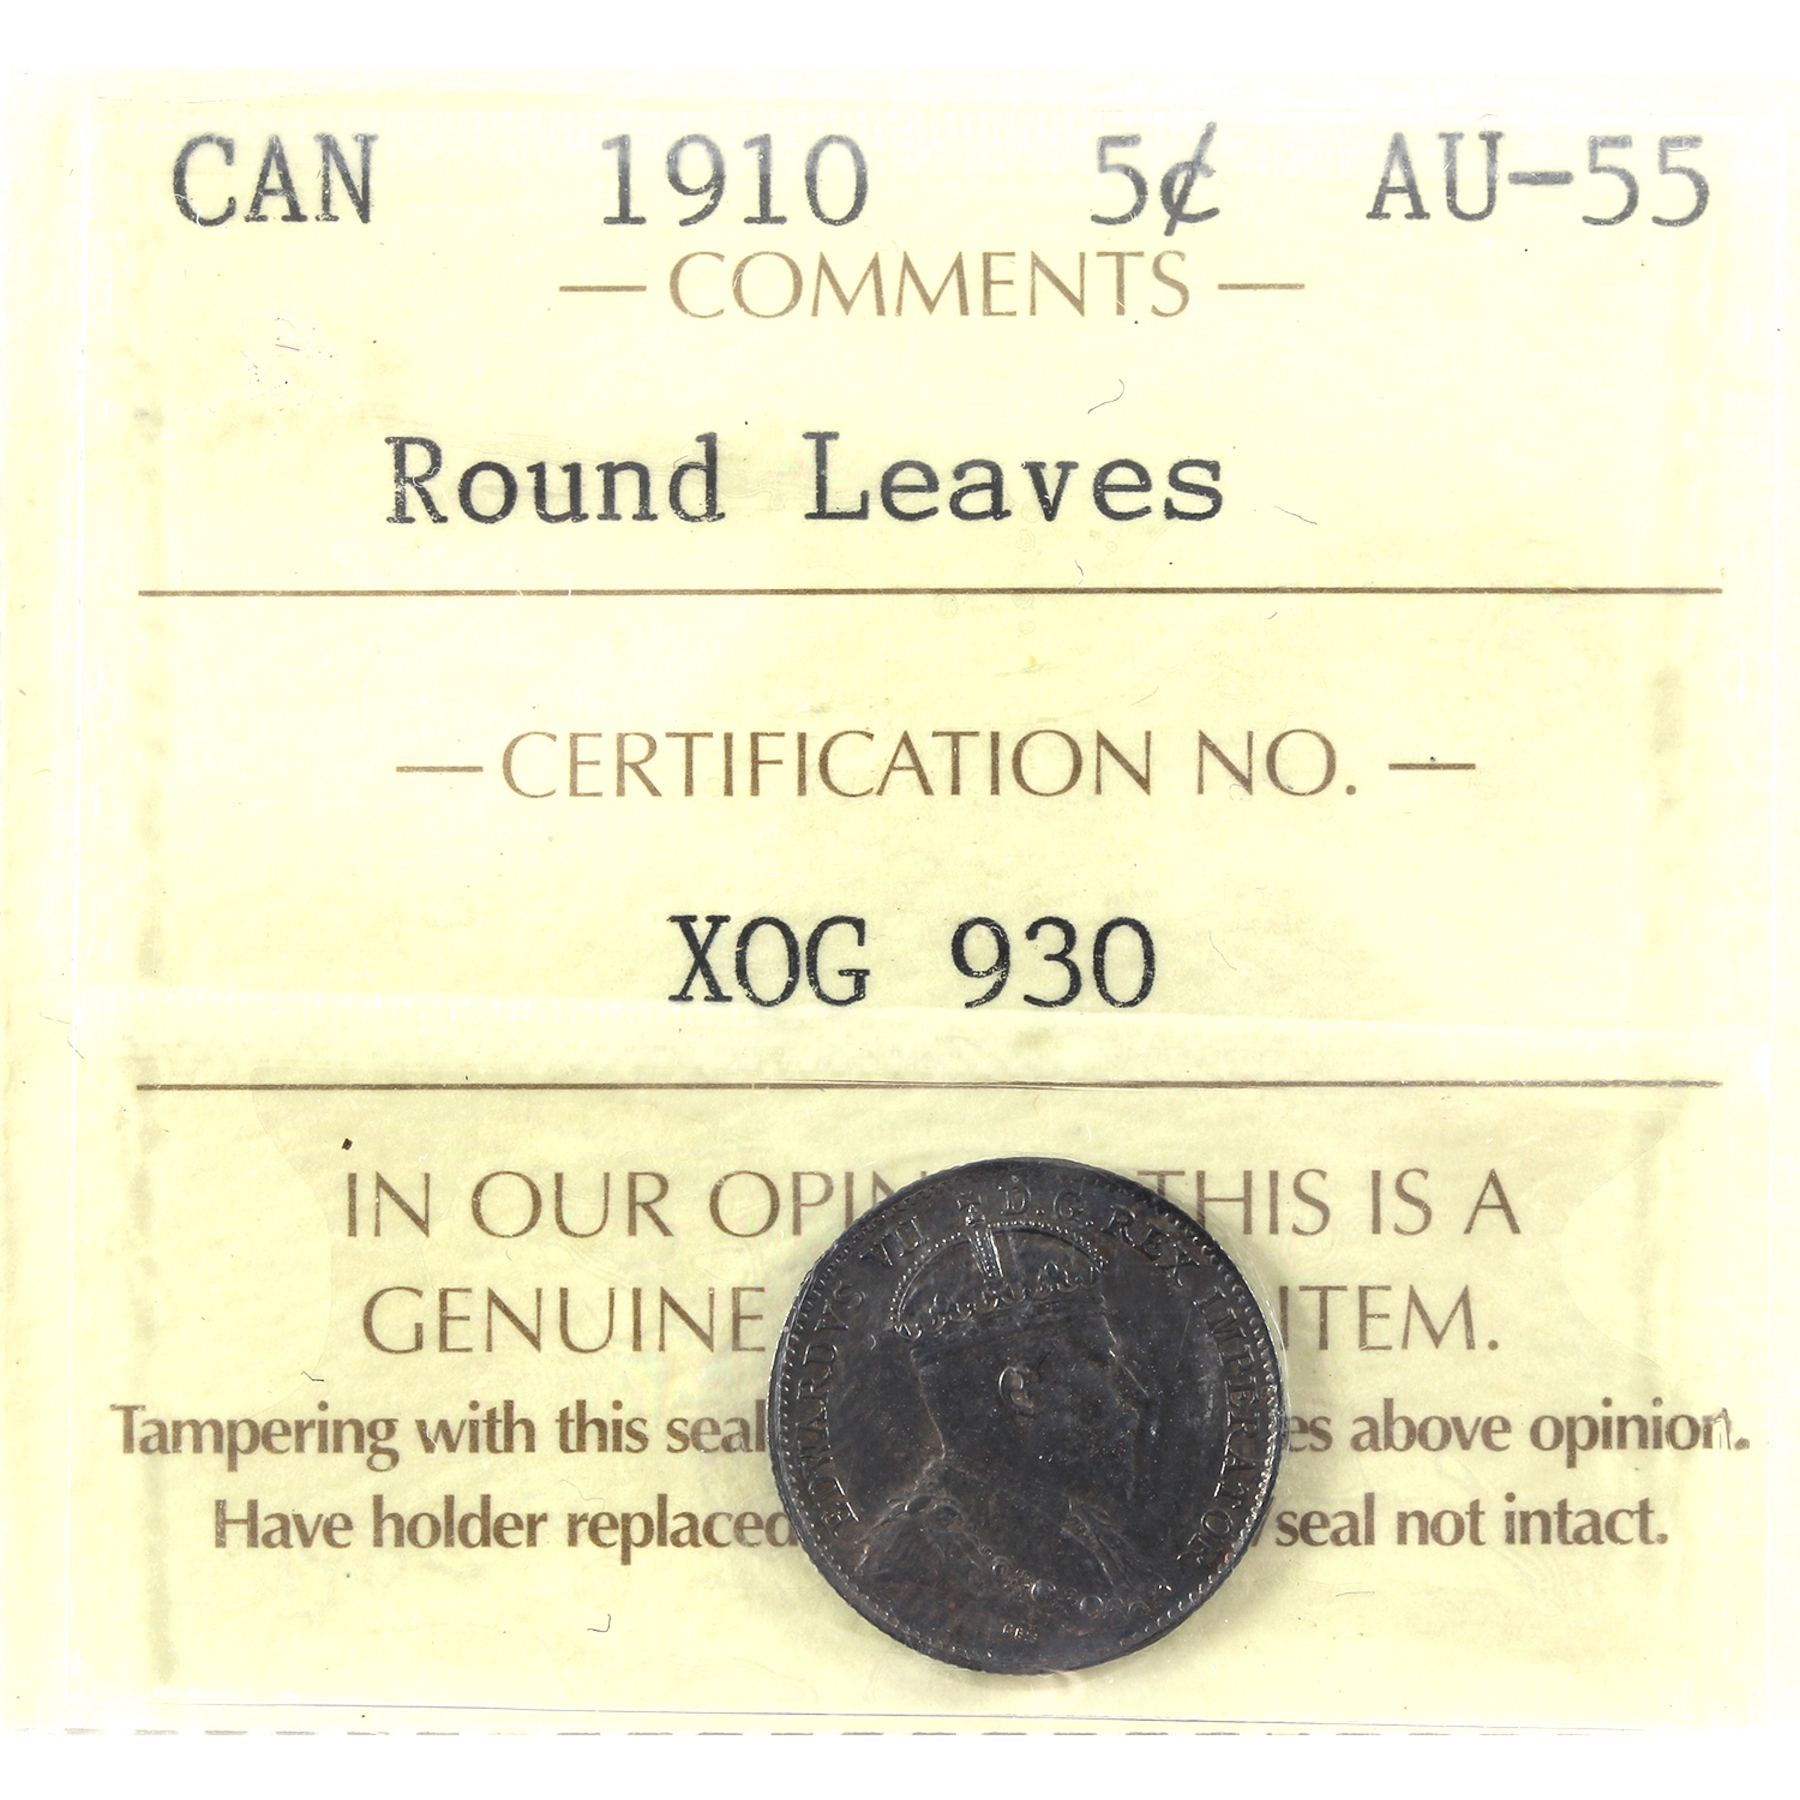 CAN 1910 5¢ AU-55
— COMMENTS —
Round Leaves
— CERTIFICATION NO. —
XOG 930
IN OUR OPIN THIS IS A
GENUINE ITEM.
Tampering with this seal es above opinion.
Have holder replaced seal not intact.
EDWARDVS VII D.G. REX IMPERATOR